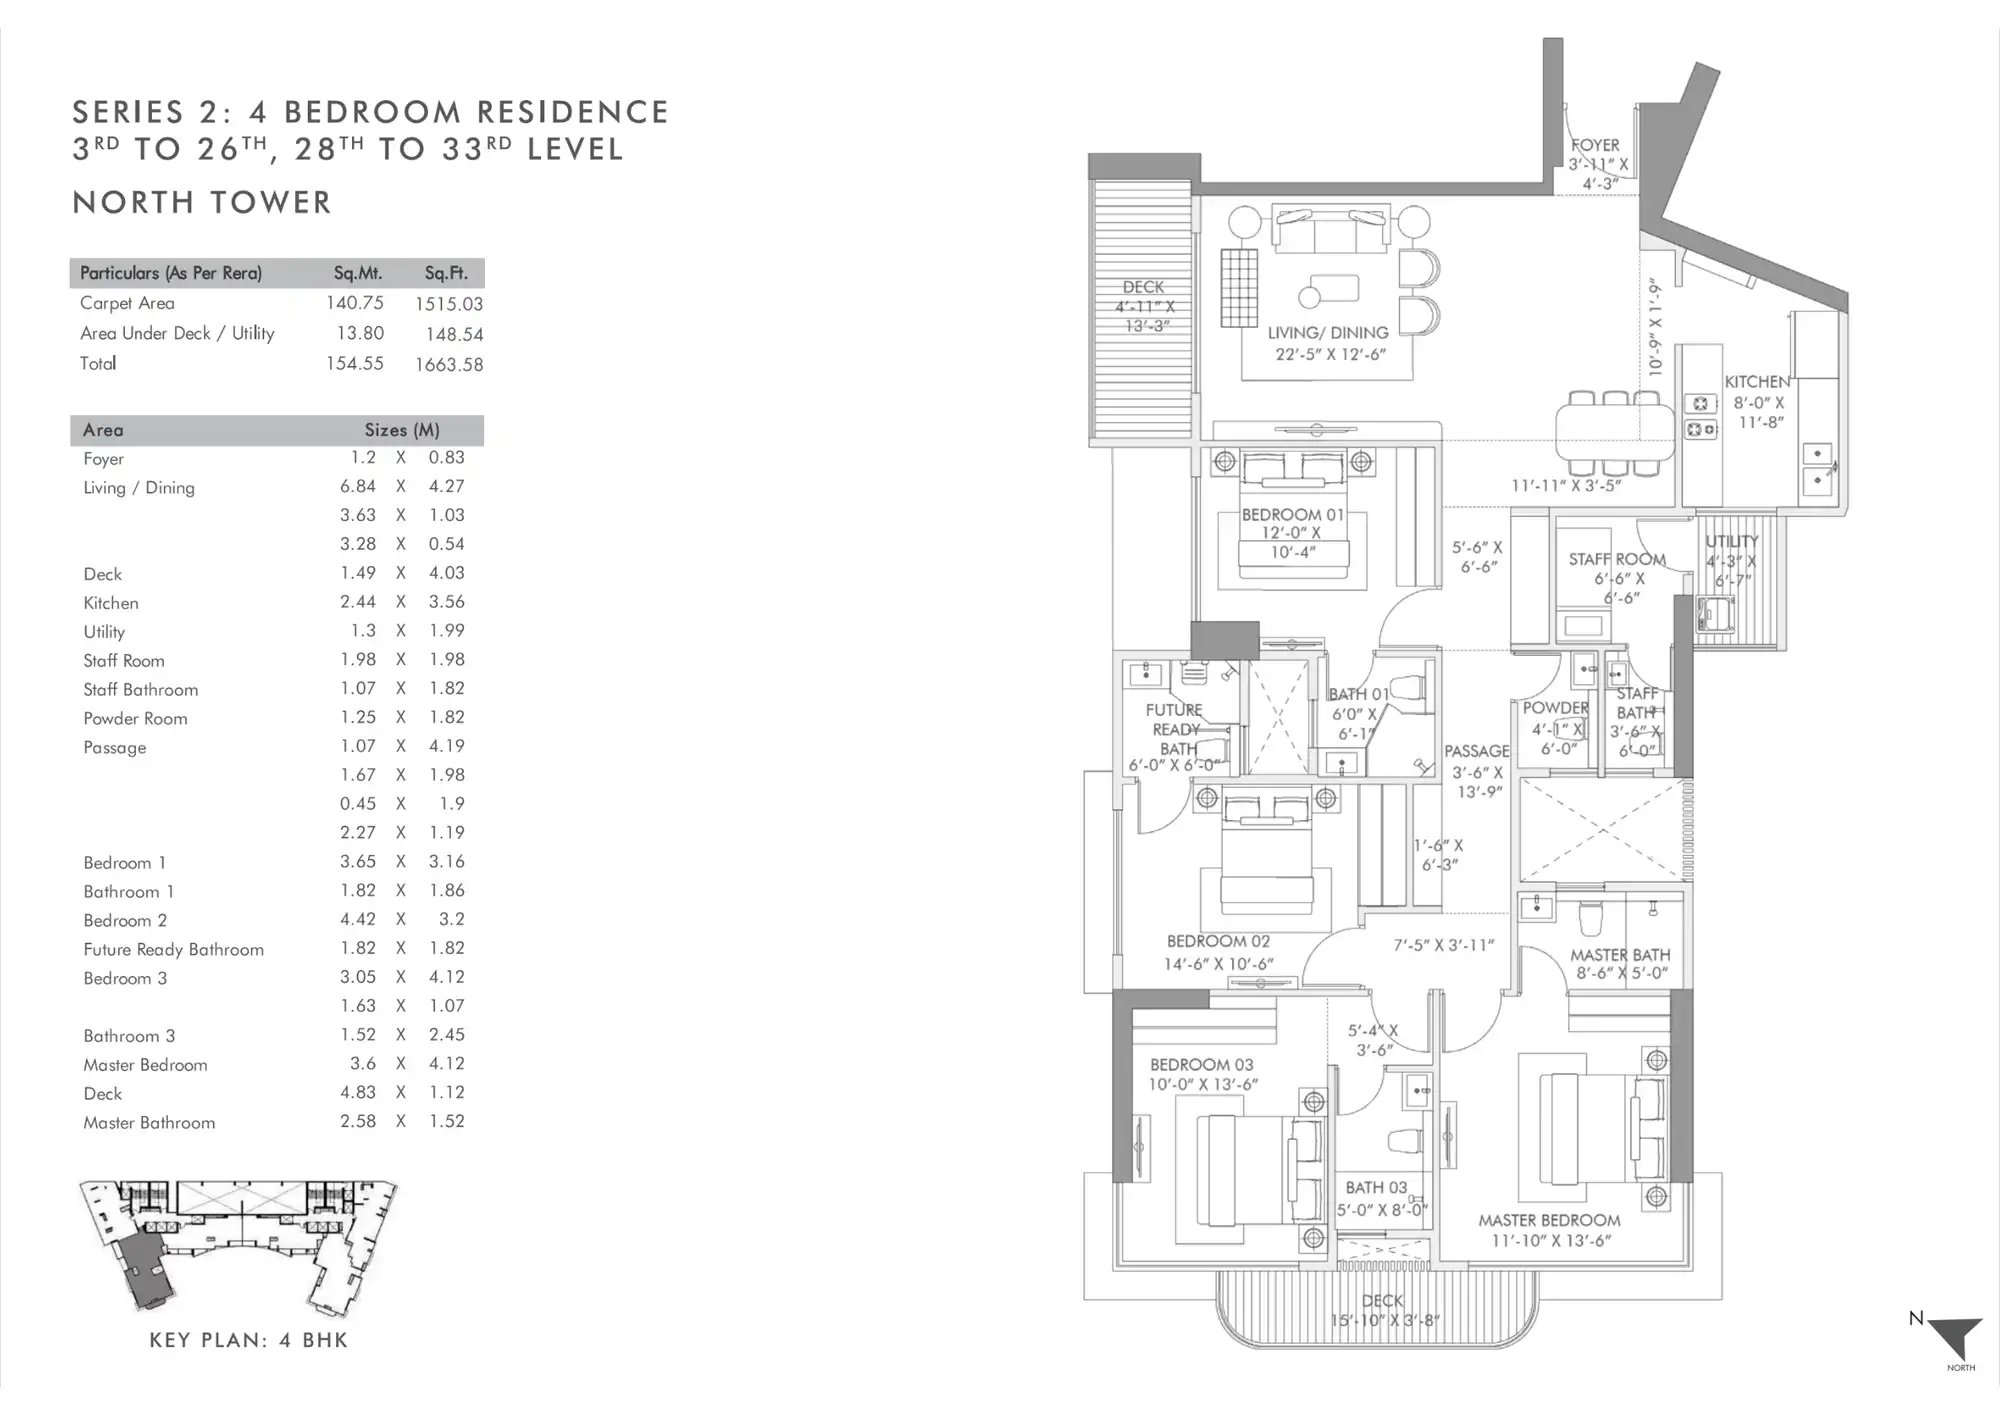 SERIES 2: 4 BEDROOM RESIDENCE
3RD TO 26TH, 28TH TO 33RD LEVEL
NORTH TOWER
Particulars (As Per Rera) Sq.Mt. Sq.Ft.
Carpet Area 140.75 1515.03
Area Under Deck / Utility 13.80 148.54
Total 154.55 1663.58
Area Sizes (M)
Foyer 1.2 X 0.83
Living / Dining 6.84 X 4.27
3.63 X 1.03
3.28 X 0.54
Deck 1.49 X 4.03
Kitchen 2.44 X 3.56
Utility 1.3 X 1.99
Staff Room 1.98 X 1.98
Staff Bathroom 1.07 X 1.82
Powder Room 1.25 X 1.82
Passage 1.07 X 4.19
1.67 X 1.98
0.45 X 1.9
2.27 X 1.19
Bedroom 1 3.65 X 3.16
Bathroom 1 1.82 X 1.86
Bedroom 2 4.42 X 3.2
Future Ready Bathroom 1.82 X 1.82
Bedroom 3 3.05 X 4.12
1.63 X 1.07
Bathroom 3 1.52 X 2.45
Master Bedroom 3.6 X 4.12
Deck 4.83 X 1.12
Master Bathroom 2.58 X 1.52
KEY PLAN: 4 BHK
FOYER
3'-11" X
4'-3"
DECK
4'-11" X
13'-3"
LIVING/ DINING
22'-5" X 12'-6"
10'-9" X 1'-9"
KITCHEN
8'-0" X
11'-8"
11'-11" X 3'-5"
BEDROOM 01
12'-0" X
10'-4"
5'-6" X
6'-6"
STAFF ROOM
6'-6" X
6'-6"
UTILITY
4'-3" X
6'-7"
FUTURE
READY
BATH
6'-0" X 6'-0"
BATH 01
6'0" X
6'-1"
POWDER
4'-1" X
6'-0"
STAFF
BATH
3'-6" X
6'-0"
PASSAGE
3'-6" X
13'-9"
1'-6" X
6'-3"
BEDROOM 02
14'-6" X 10'-6"
7'-5" X 3'-11"
MASTER BATH
8'-6" X 5'-0"
5'-4" X
3'-6"
BEDROOM 03
10'-0" X 13'-6"
BATH 03
5'-0" X 8'-0"
MASTER BEDROOM
11'-10" X 13'-6"
DECK
15'-10" X 3'-8"
N
NORTH